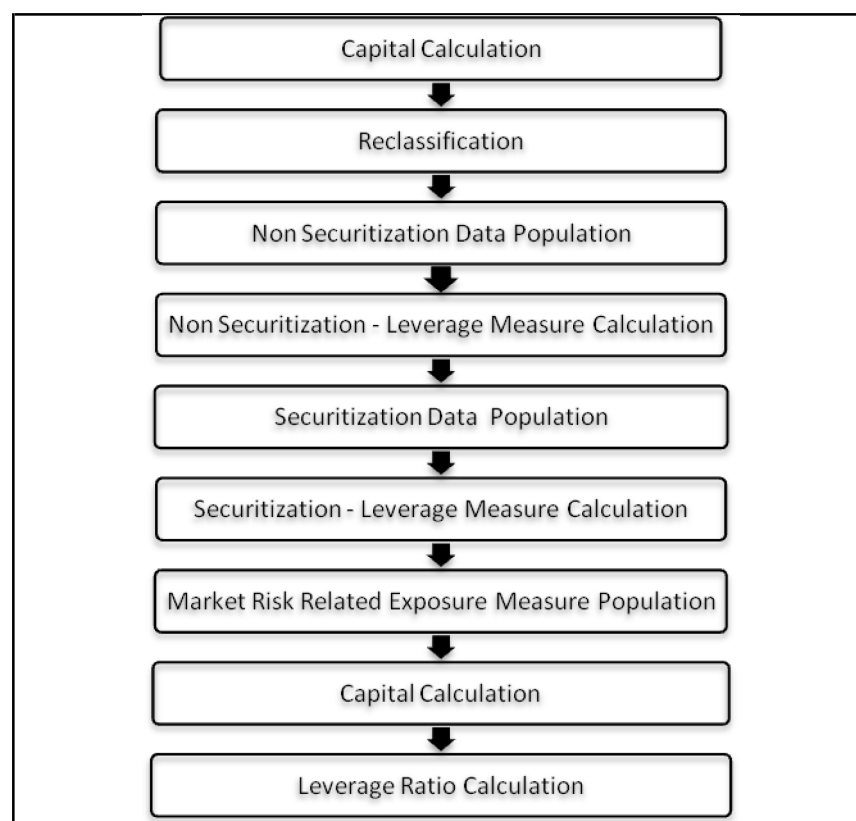 Capital Calculation
Reclassification
Non Securitization Data Population
Non Securitization - Leverage Measure Calculation
Securitization Data Population
Securitization - Leverage Measure Calculation
Market Risk Related Exposure Measure Population
Capital Calculation
Leverage Ratio Calculation